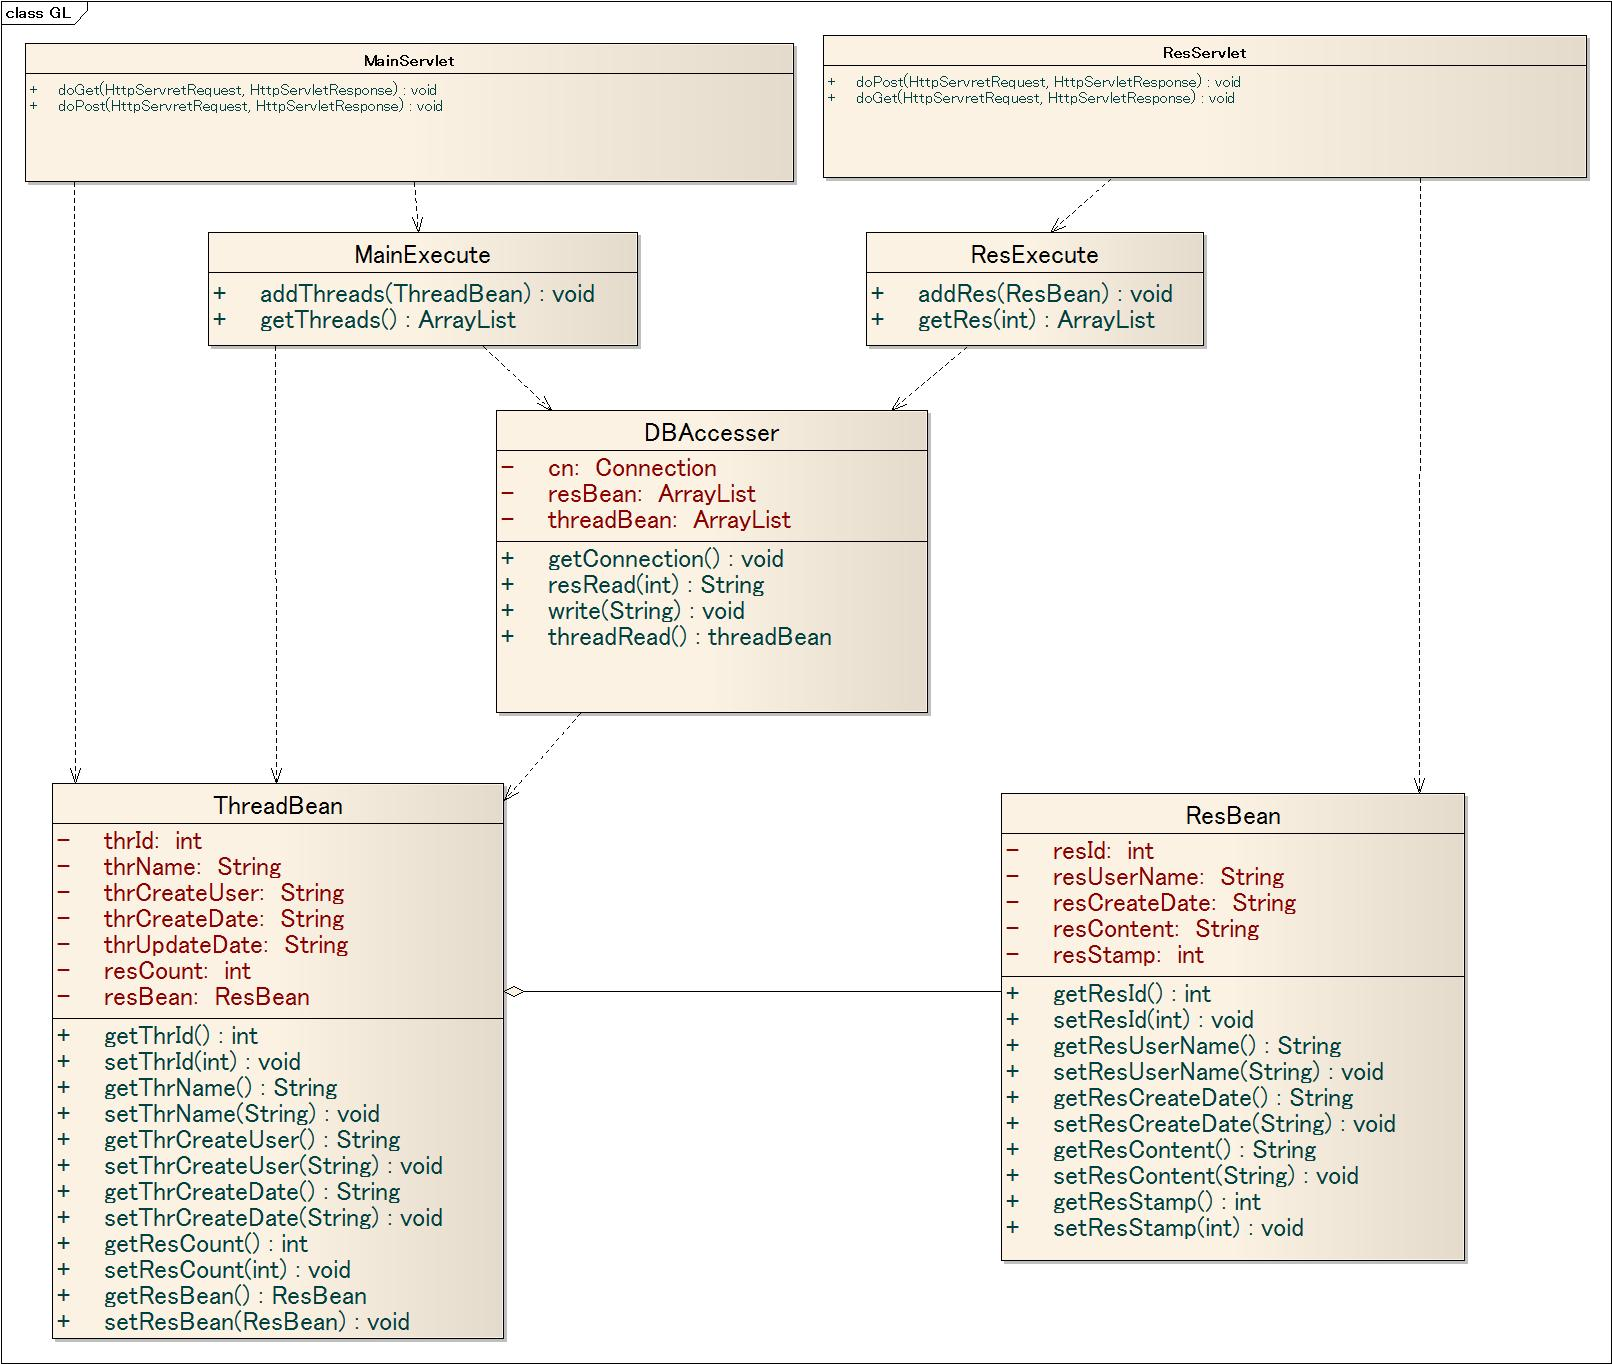 class GL
MainServlet
+ doGet(HttpServretRequest, HttpServletResponse) : void
+ doPost(HttpServretRequest, HttpServletResponse) : void
ResServlet
+ doPost(HttpServretRequest, HttpServletResponse) : void
+ doGet(HttpServretRequest, HttpServletResponse) : void
MainExecute
+ addThreads(ThreadBean) : void
+ getThreads() : ArrayList
ResExecute
+ addRes(ResBean) : void
+ getRes(int) : ArrayList
DBAccesser
- cn: Connection
- resBean: ArrayList
- threadBean: ArrayList
+ getConnection() : void
+ resRead(int) : String
+ write(String) : void
+ threadRead() : threadBean
ThreadBean
- thrId: int
- thrName: String
- thrCreateUser: String
- thrCreateDate: String
- thrUpdateDate: String
- resCount: int
- resBean: ResBean
+ getThrId() : int
+ setThrId(int) : void
+ getThrName() : String
+ setThrName(String) : void
+ getThrCreateUser() : String
+ setThrCreateUser(String) : void
+ getThrCreateDate() : String
+ setThrCreateDate(String) : void
+ getResCount() : int
+ setResCount(int) : void
+ getResBean() : ResBean
+ setResBean(ResBean) : void
ResBean
- resId: int
- resUserName: String
- resCreateDate: String
- resContent: String
- resStamp: int
+ getResId() : int
+ setResId(int) : void
+ getResUserName() : String
+ setResUserName(String) : void
+ getResCreateDate() : String
+ setResCreateDate(String) : void
+ getResContent() : String
+ setResContent(String) : void
+ getResStamp() : int
+ setResStamp(int) : void